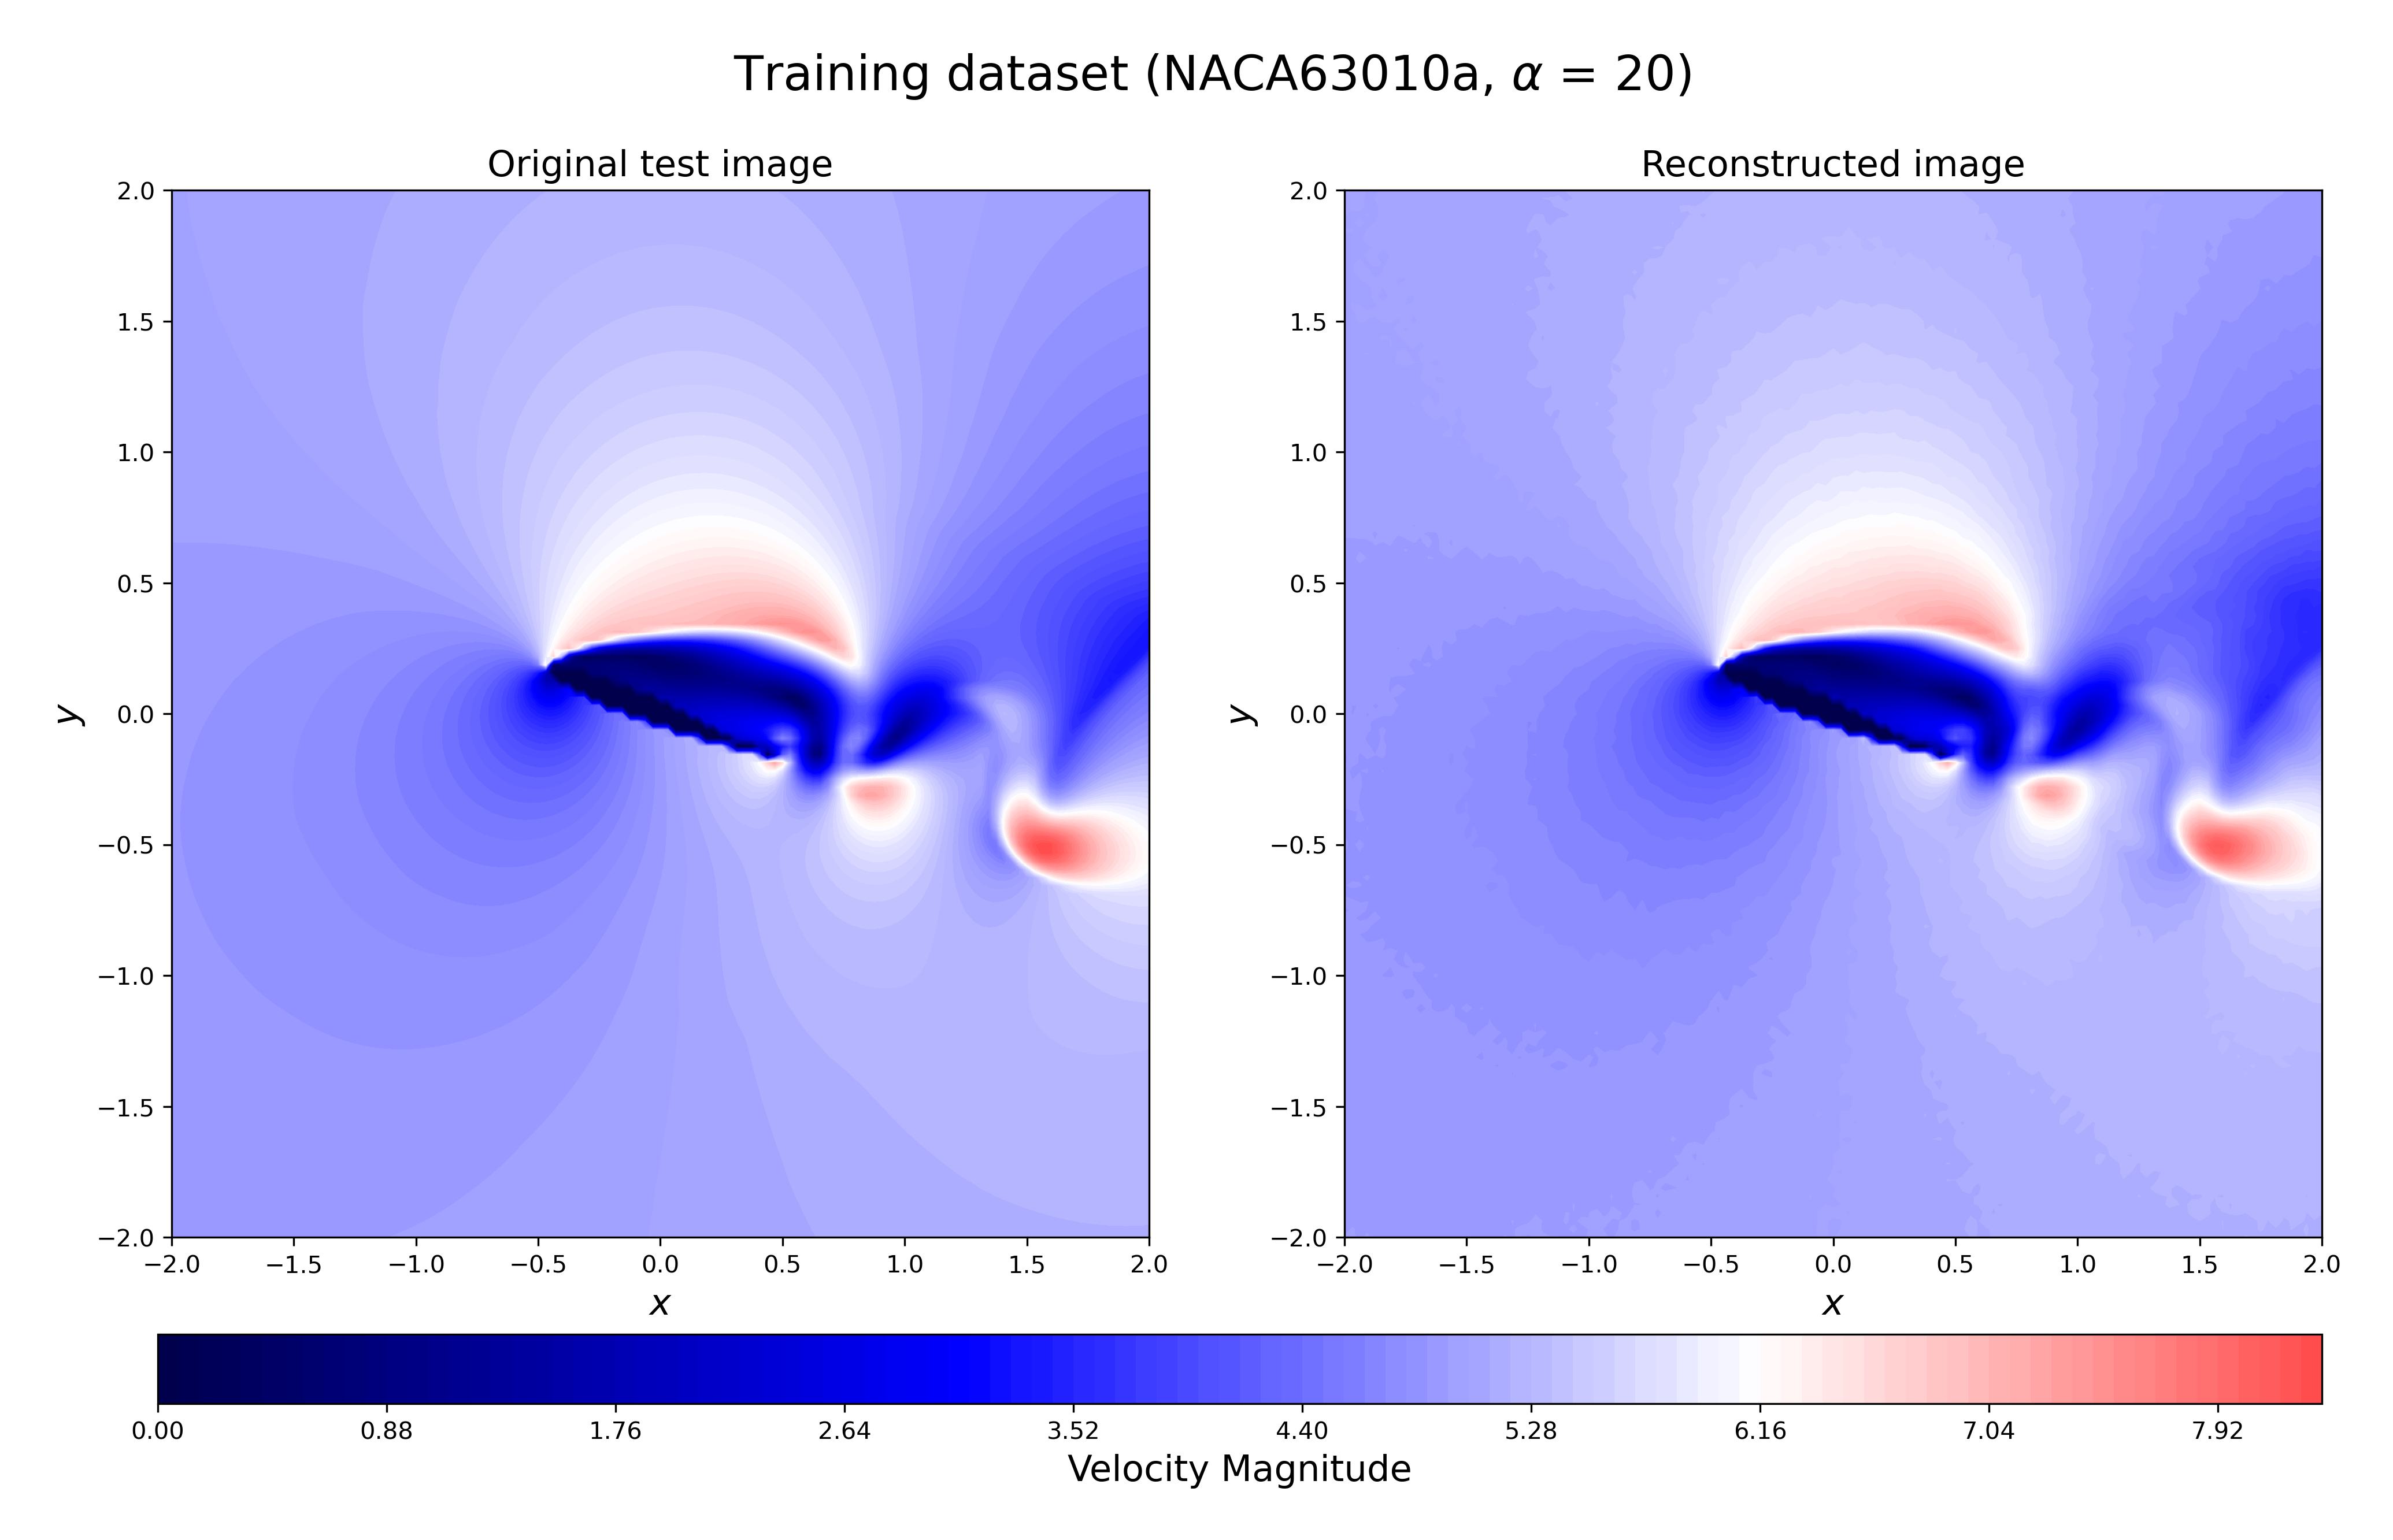 Training dataset (NACA63010a, α = 20)
Original test image
Reconstructed image
2.0
1.5
1.0
0.5
0.0
−0.5
−1.0
−1.5
−2.0
y
−2.0 −1.5 −1.0 −0.5 0.0 0.5 1.0 1.5 2.0
x
2.0
1.5
1.0
0.5
0.0
−0.5
−1.0
−1.5
−2.0
y
−2.0 −1.5 −1.0 −0.5 0.0 0.5 1.0 1.5 2.0
x
0.00 0.88 1.76 2.64 3.52 4.40 5.28 6.16 7.04 7.92
Velocity Magnitude